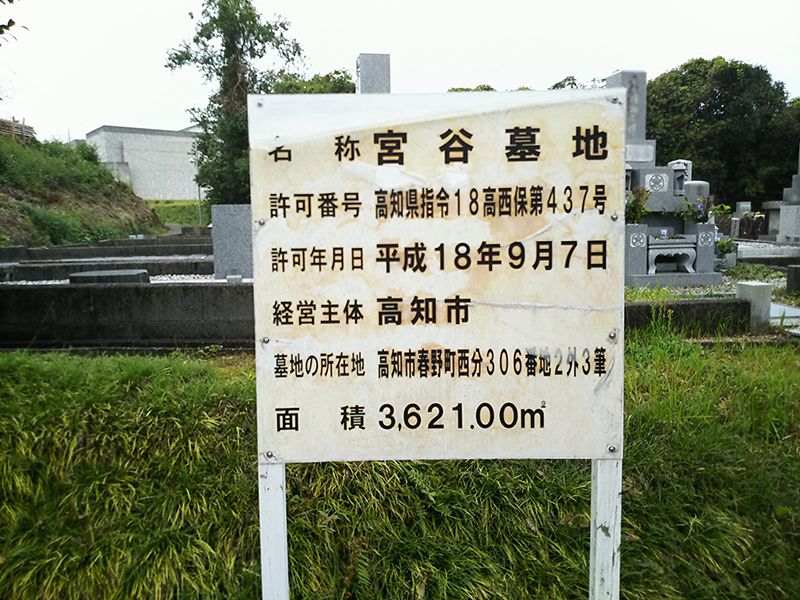 名 称 宮谷墓地
許可番号 高知県指令18高西保第437号
許可年月日 平成18年9月7日
経営主体 高知市
墓地の所在地 高知市春野町西分306番地2外3筆
面 積 3,621.00㎡